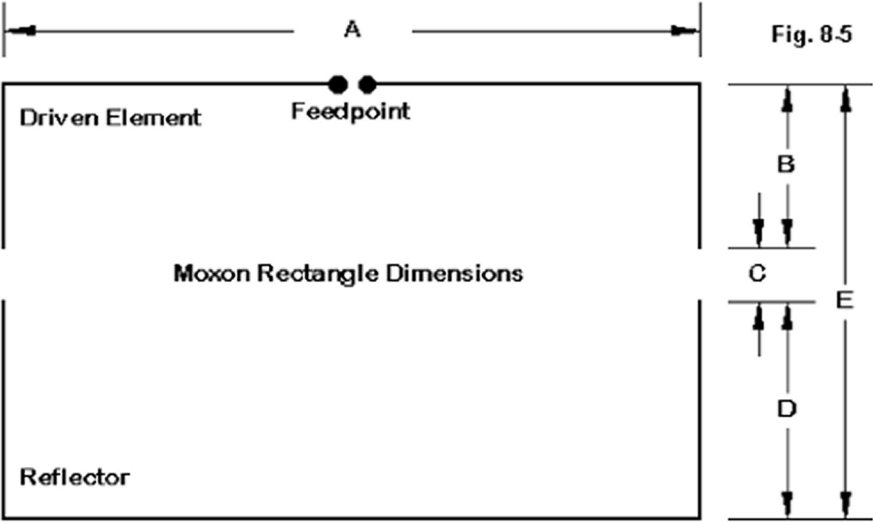 A
Fig. 8-5
Driven Element
Feedpoint
B
Moxon Rectangle Dimensions
C
E
D
Reflector